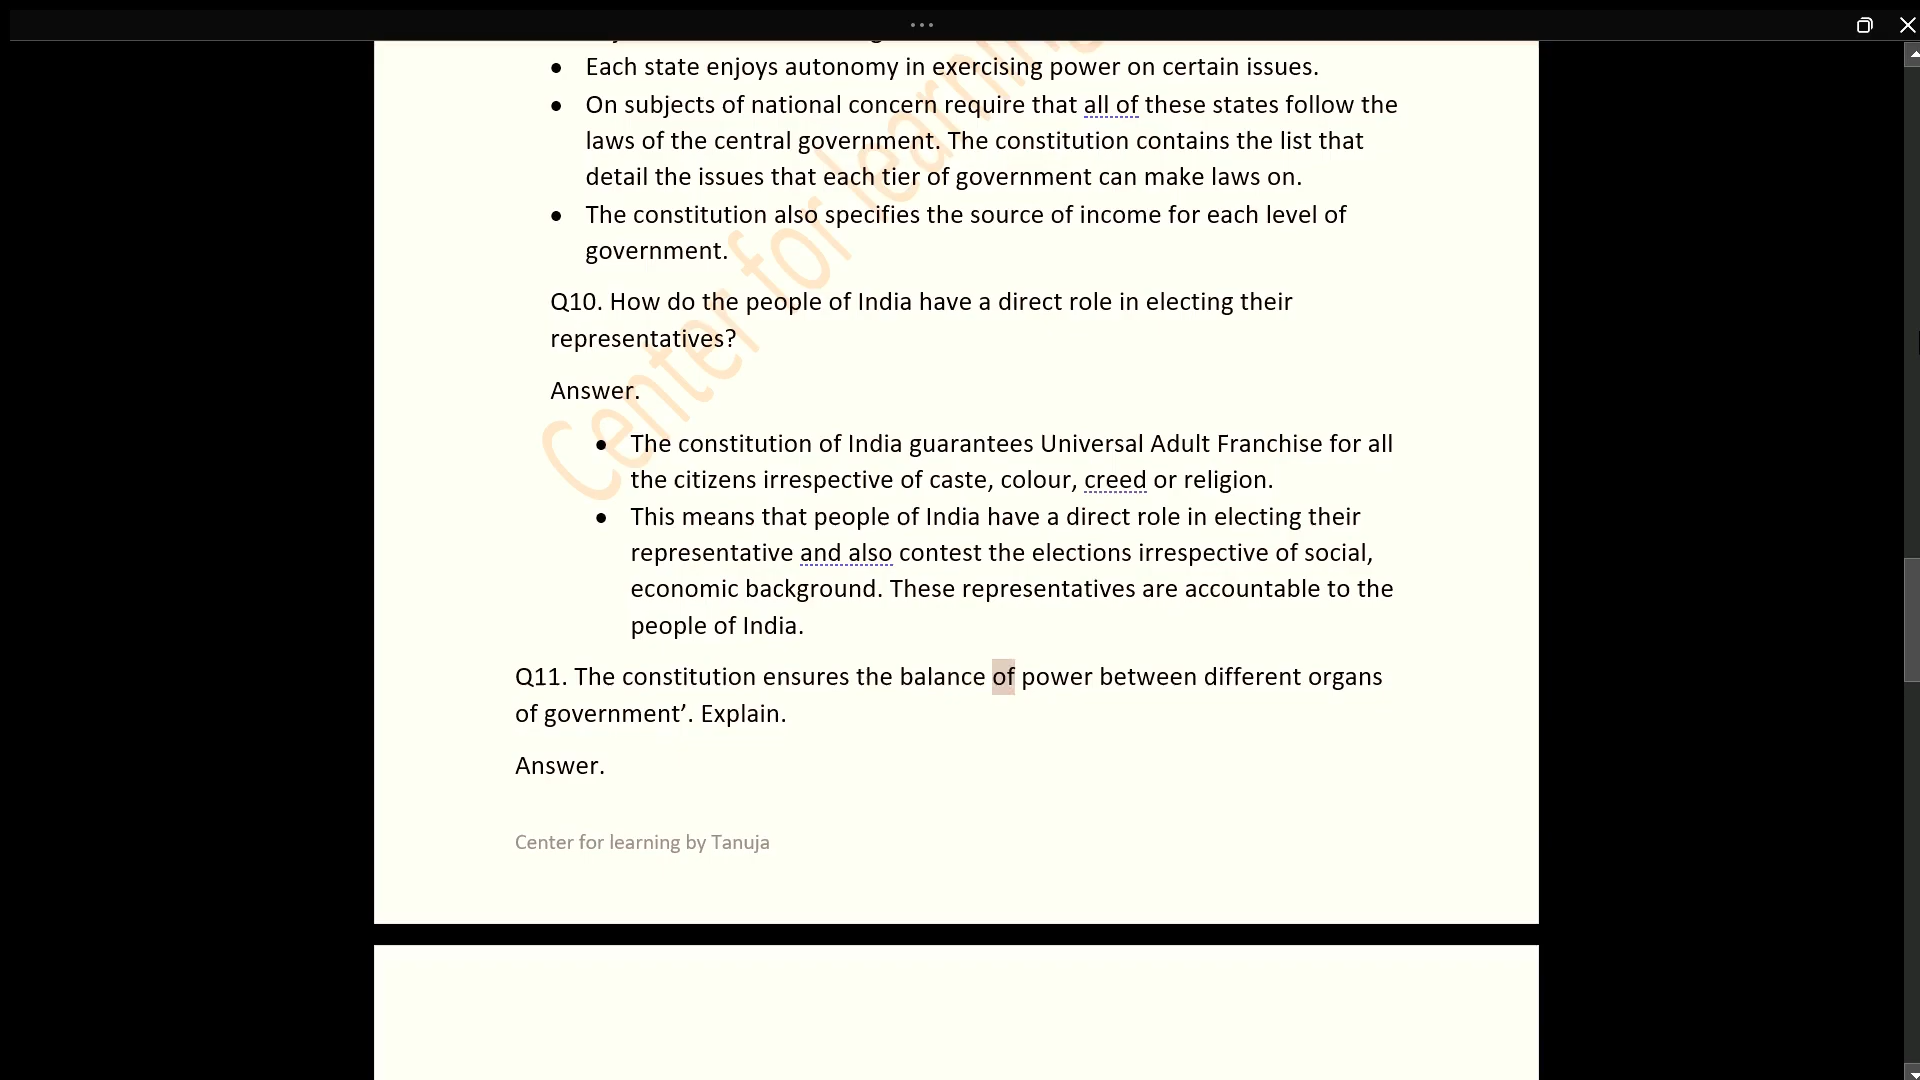 • Each state enjoys autonomy in exercising power on certain issues.
• On subjects of national concern require that all of these states follow the
laws of the central government. The constitution contains the list that
detail the issues that each tier of government can make laws on.
• The constitution also specifies the source of income for each level of
government.
Q10. How do the people of India have a direct role in electing their
representatives?
Answer.
• The constitution of India guarantees Universal Adult Franchise for all
the citizens irrespective of caste, colour, creed or religion.
• This means that people of India have a direct role in electing their
representative and also contest the elections irrespective of social,
economic background. These representatives are accountable to the
people of India.
Q11. The constitution ensures the balance of power between different organs
of government’. Explain.
Answer.
Center for learning by Tanuja
Center for learning